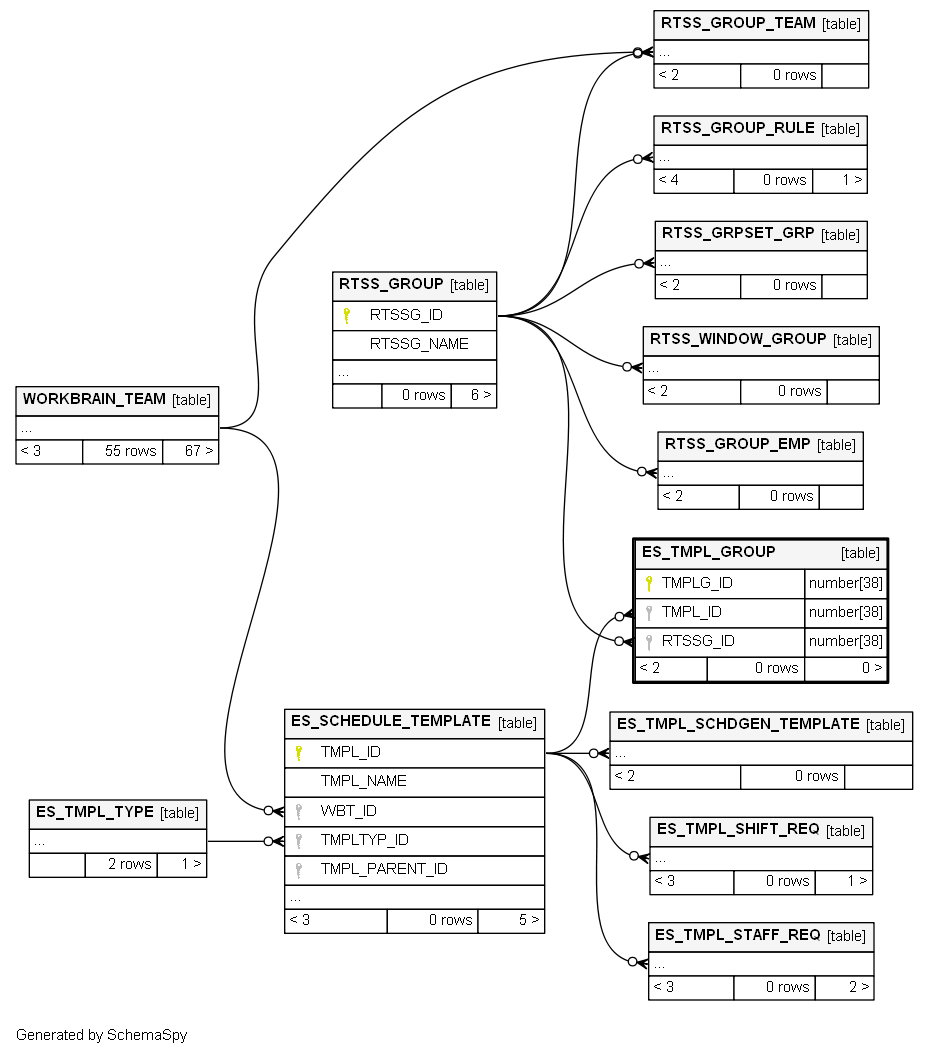 RTSS_GROUP_TEAM [table]
...
< 2 0 rows
RTSS_GROUP_RULE [table]
...
< 4 0 rows 1 >
RTSS_GRPSET_GRP [table]
...
< 2 0 rows
RTSS_GROUP [table]
RTSSG_ID
RTSSG_NAME
...
0 rows 6 >
RTSS_WINDOW_GROUP [table]
...
< 2 0 rows
WORKBRAIN_TEAM [table]
...
< 3 55 rows 67 >
RTSS_GROUP_EMP [table]
...
< 2 0 rows
ES_TMPL_GROUP [table]
TMPLG_ID number[38]
TMPL_ID number[38]
RTSSG_ID number[38]
< 2 0 rows 0 >
ES_SCHEDULE_TEMPLATE [table]
TMPL_ID
TMPL_NAME
WBT_ID
TMPLTYP_ID
TMPL_PARENT_ID
...
< 3 0 rows 5 >
ES_TMPL_SCHDGEN_TEMPLATE [table]
...
< 2 0 rows
ES_TMPL_TYPE [table]
...
2 rows 1 >
ES_TMPL_SHIFT_REQ [table]
...
< 3 0 rows 1 >
ES_TMPL_STAFF_REQ [table]
...
< 3 0 rows 2 >
Generated by SchemaSpy